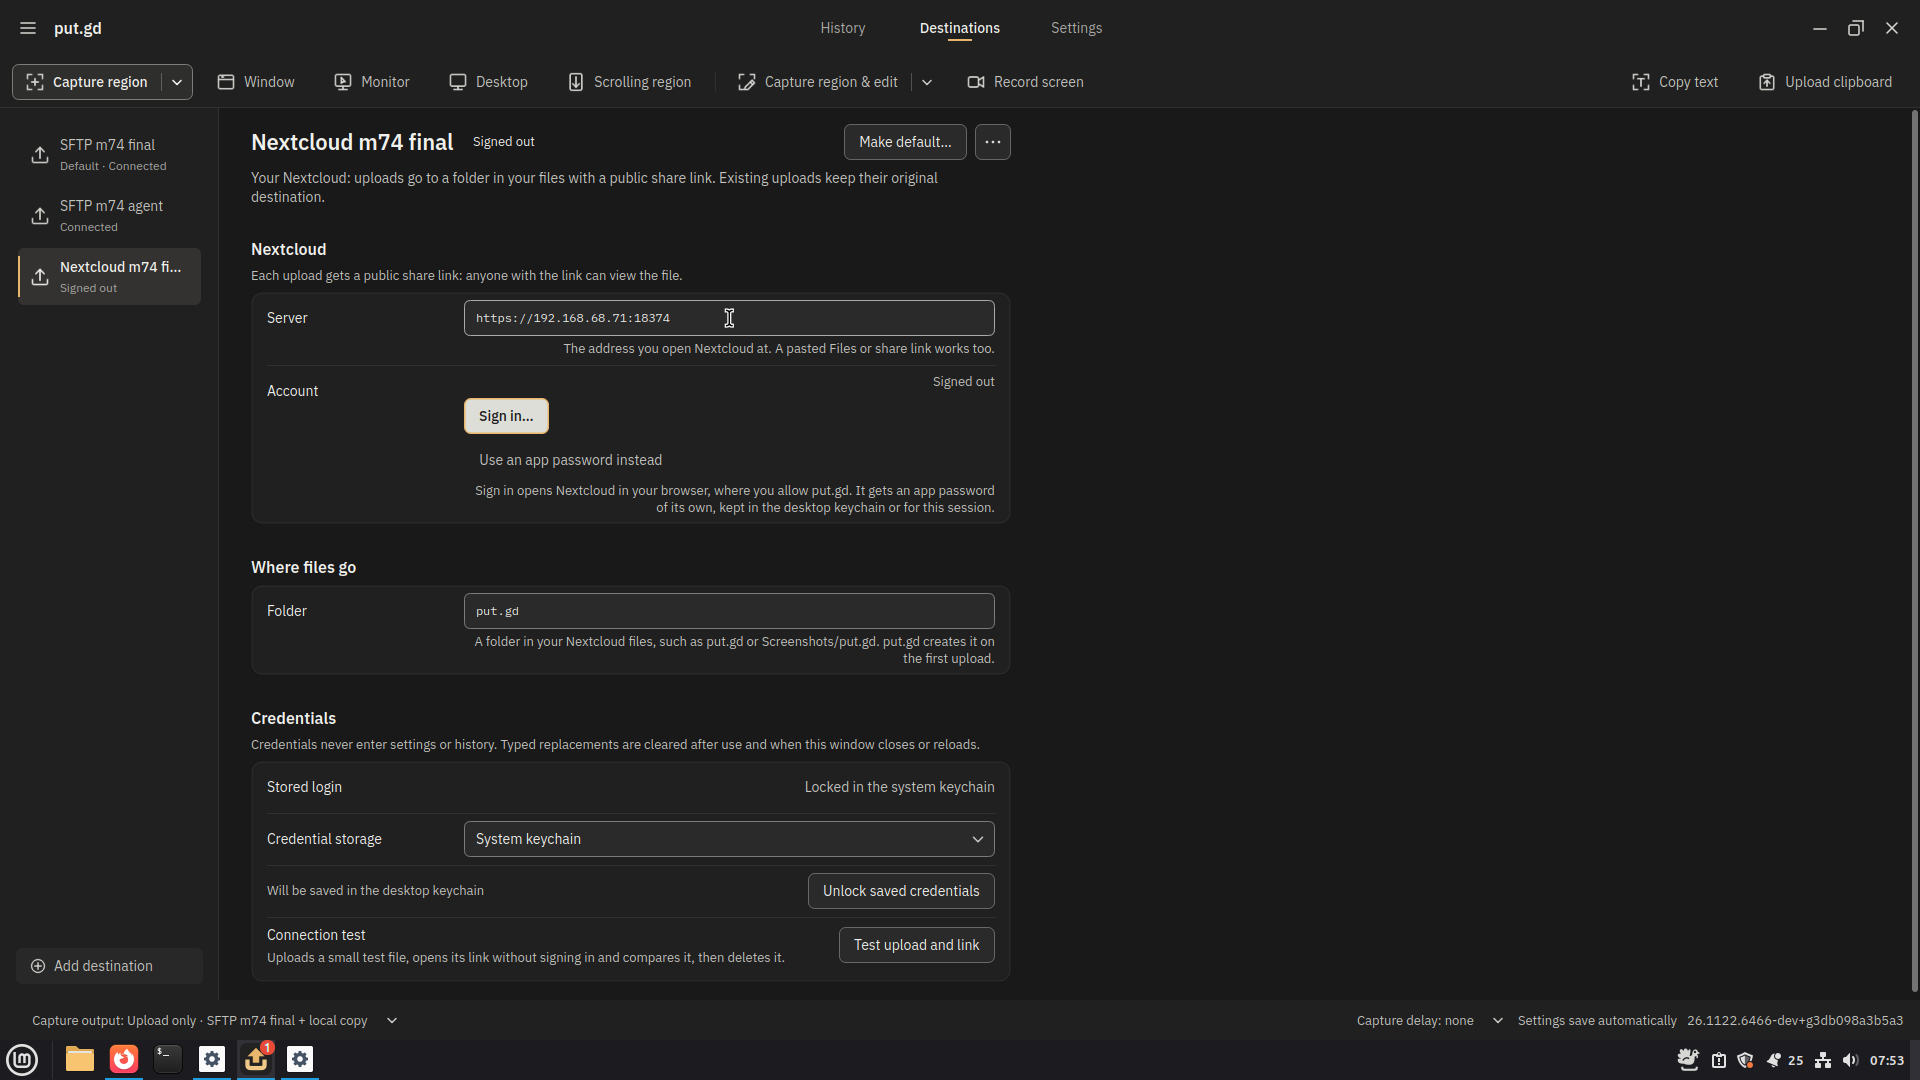 put.gd
History
Destinations
Settings
Capture region
Window
Monitor
Desktop
Scrolling region
Capture region & edit
Record screen
Copy text
Upload clipboard
SFTP m74 final
Default · Connected
SFTP m74 agent
Connected
Nextcloud m74 fi...
Signed out
Add destination
Nextcloud m74 final
Signed out
Make default...
Your Nextcloud: uploads go to a folder in your files with a public share link. Existing uploads keep their original
destination.
Nextcloud
Each upload gets a public share link: anyone with the link can view the file.
Server
https://192.168.68.71:18374
The address you open Nextcloud at. A pasted Files or share link works too.
Account
Signed out
Sign in...
Use an app password instead
Sign in opens Nextcloud in your browser, where you allow put.gd. It gets an app password
of its own, kept in the desktop keychain or for this session.
Where files go
Folder
put.gd
A folder in your Nextcloud files, such as put.gd or Screenshots/put.gd. put.gd creates it on
the first upload.
Credentials
Credentials never enter settings or history. Typed replacements are cleared after use and when this window closes or reloads.
Stored login
Locked in the system keychain
Credential storage
System keychain
Will be saved in the desktop keychain
Unlock saved credentials
Connection test
Uploads a small test file, opens its link without signing in and compares it, then deletes it.
Test upload and link
Capture output: Upload only · SFTP m74 final + local copy
Capture delay: none
Settings save automatically
26.1122.6466-dev+g3db098a3b5a3
1
25
07:53